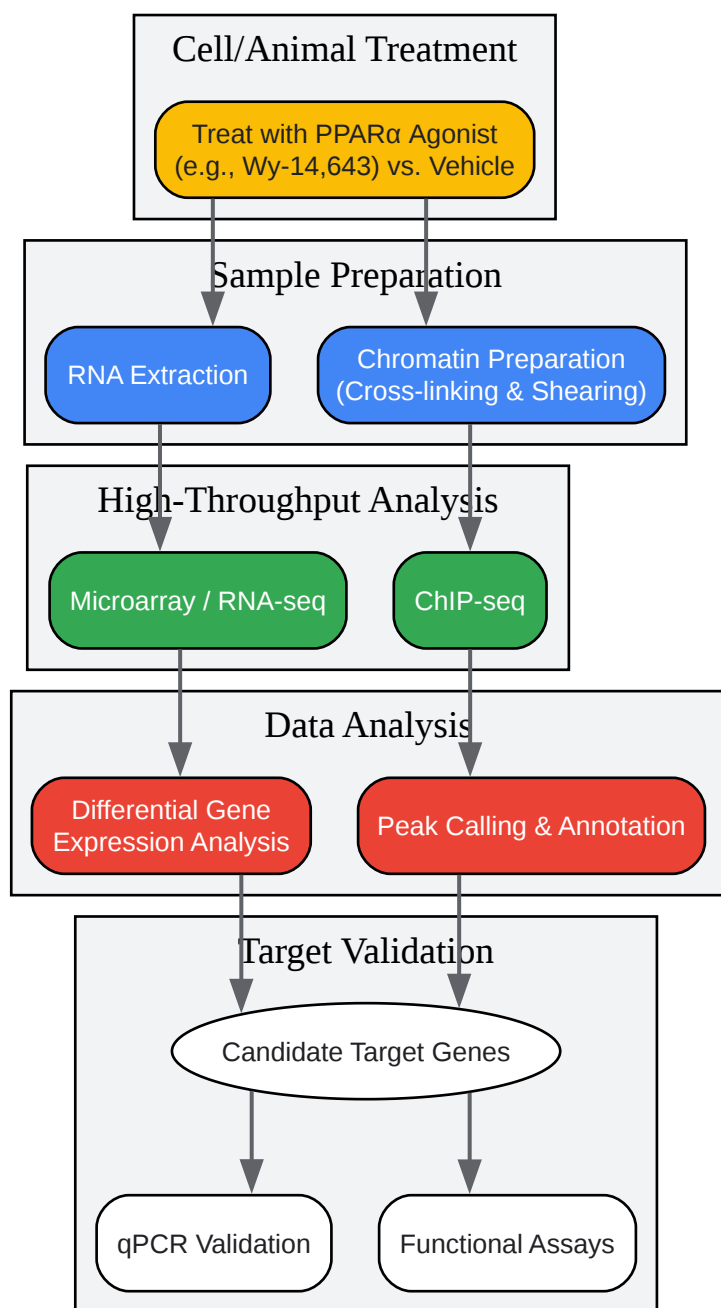 Cell/Animal Treatment
Treat with PPARα Agonist
(e.g., Wy-14,643) vs. Vehicle
Sample Preparation
RNA Extraction
Chromatin Preparation
(Cross-linking & Shearing)
High-Throughput Analysis
Microarray / RNA-seq
ChIP-seq
Data Analysis
Differential Gene
Expression Analysis
Peak Calling & Annotation
Target Validation
Candidate Target Genes
qPCR Validation
Functional Assays